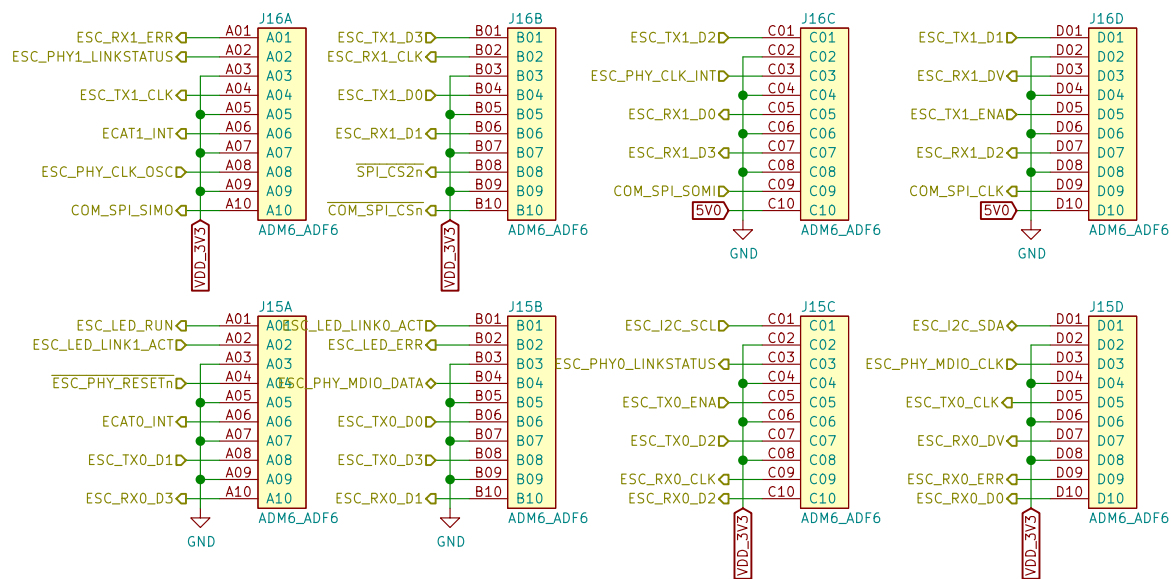 J16A
ESC_RX1_ERR A01 A01
ESC_PHY1_LINKSTATUS A02 A02
A03 A03
ESC_TX1_CLK A04 A04
A05 A05
ECAT1_INT A06 A06
A07 A07
ESC_PHY_CLK_OSC A08 A08
A09 A09
COM_SPI_SIMO A10 A10
ADM6_ADF6
VDD_3V3
J16B
ESC_TX1_D3 B01 B01
ESC_RX1_CLK B02 B02
B03 B03
ESC_TX1_D0 B04 B04
B05 B05
ESC_RX1_D1 B06 B06
B07 B07
SPI_CS2n B08 B08
B09 B09
COM_SPI_CSn B10 B10
ADM6_ADF6
VDD_3V3
J16C
ESC_TX1_D2 C01 C01
C02 C02
ESC_PHY_CLK_INT C03 C03
C04 C04
ESC_RX1_D0 C05 C05
C06 C06
ESC_RX1_D3 C07 C07
C08 C08
COM_SPI_SOMI C09 C09
5V0 C10 C10
ADM6_ADF6
GND
J16D
ESC_TX1_D1 D01 D01
D02 D02
ESC_RX1_DV D03 D03
D04 D04
ESC_TX1_ENA D05 D05
D06 D06
ESC_RX1_D2 D07 D07
D08 D08
COM_SPI_CLK D09 D09
5V0 D10 D10
ADM6_ADF6
GND
J15A
ESC_LED_RUN A01 A01
ESC_LED_LINK1_ACT A02 A02
A03 A03
ESC_PHY_RESETn A04 A04
A05 A05
ECAT0_INT A06 A06
A07 A07
ESC_TX0_D1 A08 A08
A09 A09
ESC_RX0_D3 A10 A10
ADM6_ADF6
GND
J15B
ESC_LED_LINK0_ACT B01 B01
ESC_LED_ERR B02 B02
B03 B03
ESC_PHY_MDIO_DATA B04 B04
B05 B05
ESC_TX0_D0 B06 B06
B07 B07
ESC_TX0_D3 B08 B08
B09 B09
ESC_RX0_D1 B10 B10
ADM6_ADF6
GND
J15C
ESC_I2C_SCL C01 C01
C02 C02
ESC_PHY0_LINKSTATUS C03 C03
C04 C04
ESC_TX0_ENA C05 C05
C06 C06
ESC_TX0_D2 C07 C07
C08 C08
ESC_RX0_CLK C09 C09
ESC_RX0_D2 C10 C10
ADM6_ADF6
VDD_3V3
J15D
ESC_I2C_SDA D01 D01
D02 D02
ESC_PHY_MDIO_CLK D03 D03
D04 D04
ESC_TX0_CLK D05 D05
D06 D06
ESC_RX0_DV D07 D07
D08 D08
ESC_RX0_ERR D09 D09
ESC_RX0_D0 D10 D10
ADM6_ADF6
VDD_3V3